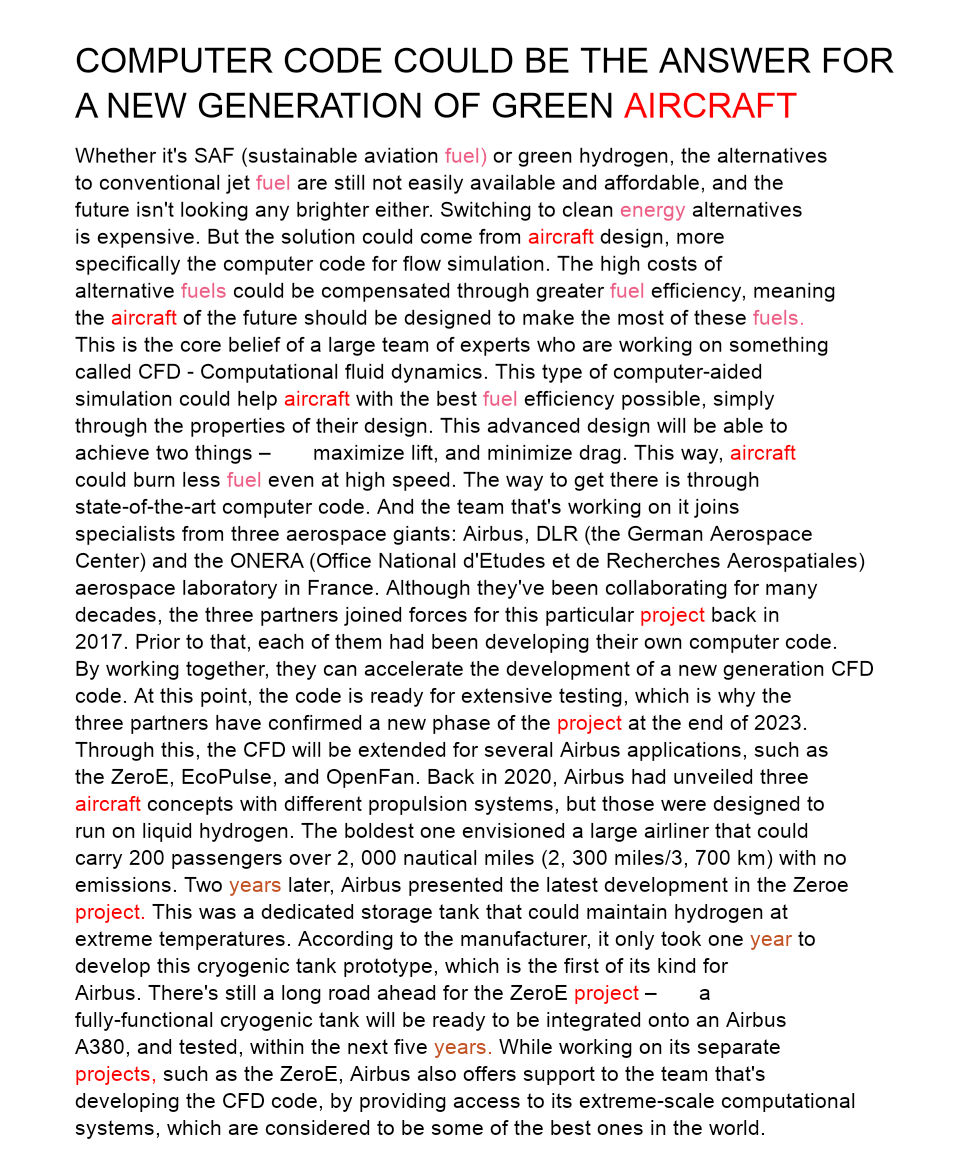 COMPUTER CODE COULD BE THE ANSWER FOR
A NEW GENERATION OF GREEN AIRCRAFT
Whether it's SAF (sustainable aviation fuel) or green hydrogen, the alternatives
to conventional jet fuel are still not easily available and affordable, and the
future isn't looking any brighter either. Switching to clean energy alternatives
is expensive. But the solution could come from aircraft design, more
specifically the computer code for flow simulation. The high costs of
alternative fuels could be compensated through greater fuel efficiency, meaning
the aircraft of the future should be designed to make the most of these fuels.
This is the core belief of a large team of experts who are working on something
called CFD - Computational fluid dynamics. This type of computer-aided
simulation could help aircraft with the best fuel efficiency possible, simply
through the properties of their design. This advanced design will be able to
achieve two things – maximize lift, and minimize drag. This way, aircraft
could burn less fuel even at high speed. The way to get there is through
state-of-the-art computer code. And the team that's working on it joins
specialists from three aerospace giants: Airbus, DLR (the German Aerospace
Center) and the ONERA (Office National d'Etudes et de Recherches Aerospatiales)
aerospace laboratory in France. Although they've been collaborating for many
decades, the three partners joined forces for this particular project back in
2017. Prior to that, each of them had been developing their own computer code.
By working together, they can accelerate the development of a new generation CFD
code. At this point, the code is ready for extensive testing, which is why the
three partners have confirmed a new phase of the project at the end of 2023.
Through this, the CFD will be extended for several Airbus applications, such as
the ZeroE, EcoPulse, and OpenFan. Back in 2020, Airbus had unveiled three
aircraft concepts with different propulsion systems, but those were designed to
run on liquid hydrogen. The boldest one envisioned a large airliner that could
carry 200 passengers over 2, 000 nautical miles (2, 300 miles/3, 700 km) with no
emissions. Two years later, Airbus presented the latest development in the Zeroe
project. This was a dedicated storage tank that could maintain hydrogen at
extreme temperatures. According to the manufacturer, it only took one year to
develop this cryogenic tank prototype, which is the first of its kind for
Airbus. There's still a long road ahead for the ZeroE project – a
fully-functional cryogenic tank will be ready to be integrated onto an Airbus
A380, and tested, within the next five years. While working on its separate
projects, such as the ZeroE, Airbus also offers support to the team that's
developing the CFD code, by providing access to its extreme-scale computational
systems, which are considered to be some of the best ones in the world.